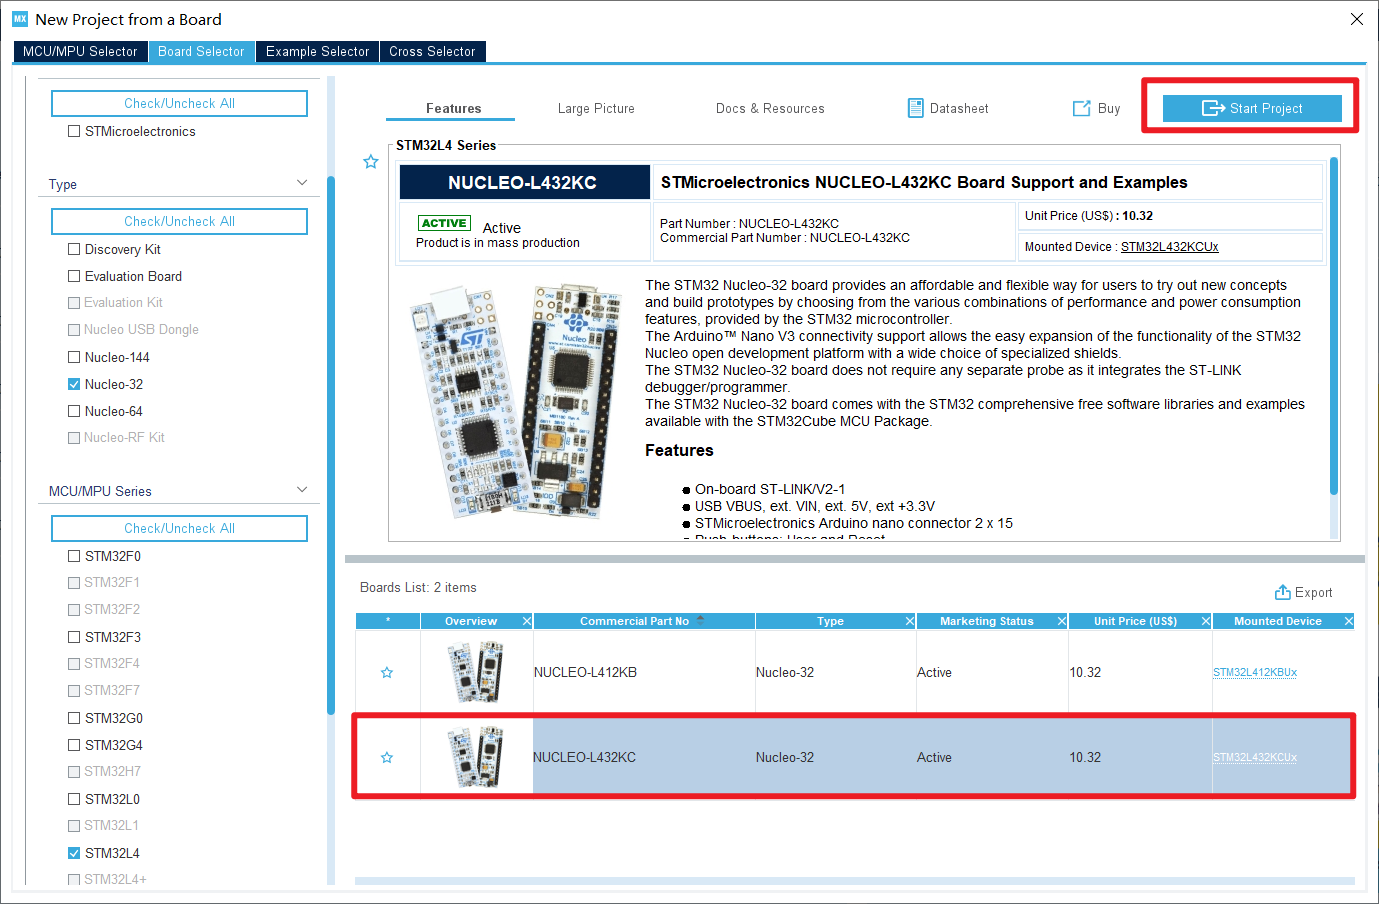 MX New Project from a Board
MCU/MPU Selector Board Selector Example Selector Cross Selector
Check/Uncheck All
STMicroelectronics
Type
Check/Uncheck All
Discovery Kit
Evaluation Board
Evaluation Kit
Nucleo USB Dongle
Nucleo-144
Nucleo-32
Nucleo-64
Nucleo-RF Kit
MCU/MPU Series
Check/Uncheck All
STM32F0
STM32F1
STM32F2
STM32F3
STM32F4
STM32F7
STM32G0
STM32G4
STM32H7
STM32L0
STM32L1
STM32L4
STM32L4+
Features Large Picture Docs & Resources Datasheet Buy Start Project
STM32L4 Series
NUCLEO-L432KC
STMicroelectronics NUCLEO-L432KC Board Support and Examples
ACTIVE Active
Product is in mass production
Part Number : NUCLEO-L432KC
Commercial Part Number : NUCLEO-L432KC
Unit Price (US$) : 10.32
Mounted Device : STM32L432KCUx
The STM32 Nucleo-32 board provides an affordable and flexible way for users to try out new concepts
and build prototypes by choosing from the various combinations of performance and power consumption
features, provided by the STM32 microcontroller.
The Arduino™ Nano V3 connectivity support allows the easy expansion of the functionality of the STM32
Nucleo open development platform with a wide choice of specialized shields.
The STM32 Nucleo-32 board does not require any separate probe as it integrates the ST-LINK
debugger/programmer.
The STM32 Nucleo-32 board comes with the STM32 comprehensive free software libraries and examples
available with the STM32Cube MCU Package.
Features
On-board ST-LINK/V2-1
USB VBUS, ext. VIN, ext. 5V, ext +3.3V
STMicroelectronics Arduino nano connector 2 x 15
Push-buttons: User and Reset
Boards List: 2 items
Export
* Overview Commercial Part No Type Marketing Status Unit Price (US$) Mounted Device
NUCLEO-L412KB Nucleo-32 Active 10.32 STM32L412KBUx
NUCLEO-L432KC Nucleo-32 Active 10.32 STM32L432KCUx